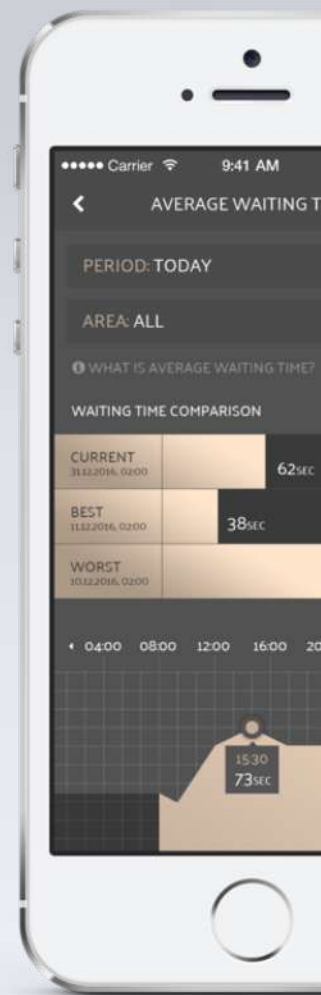 Carrier 9:41 AM
AVERAGE WAITING T
PERIOD: TODAY
AREA: ALL
WHAT IS AVERAGE WAITING TIME?
WAITING TIME COMPARISON
CURRENT
31.12.2016, 02:00
62SEC
BEST
11.12.2016, 02:00
38SEC
WORST
10.12.2016, 02:00
04:00 08:00 12:00 16:00 20
15:30
73SEC